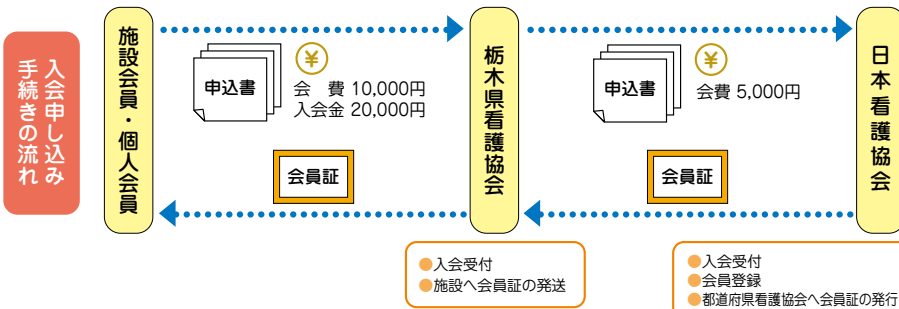 入会申し込み
手続きの流れ
施設会員・個人会員
申込書
¥
会　費 10,000円
入会金 20,000円
会員証
栃木県看護協会
申込書
¥
会費 5,000円
会員証
日本看護協会
●入会受付
●施設へ会員証の発送
●入会受付
●会員登録
●都道府県看護協会へ会員証の発行